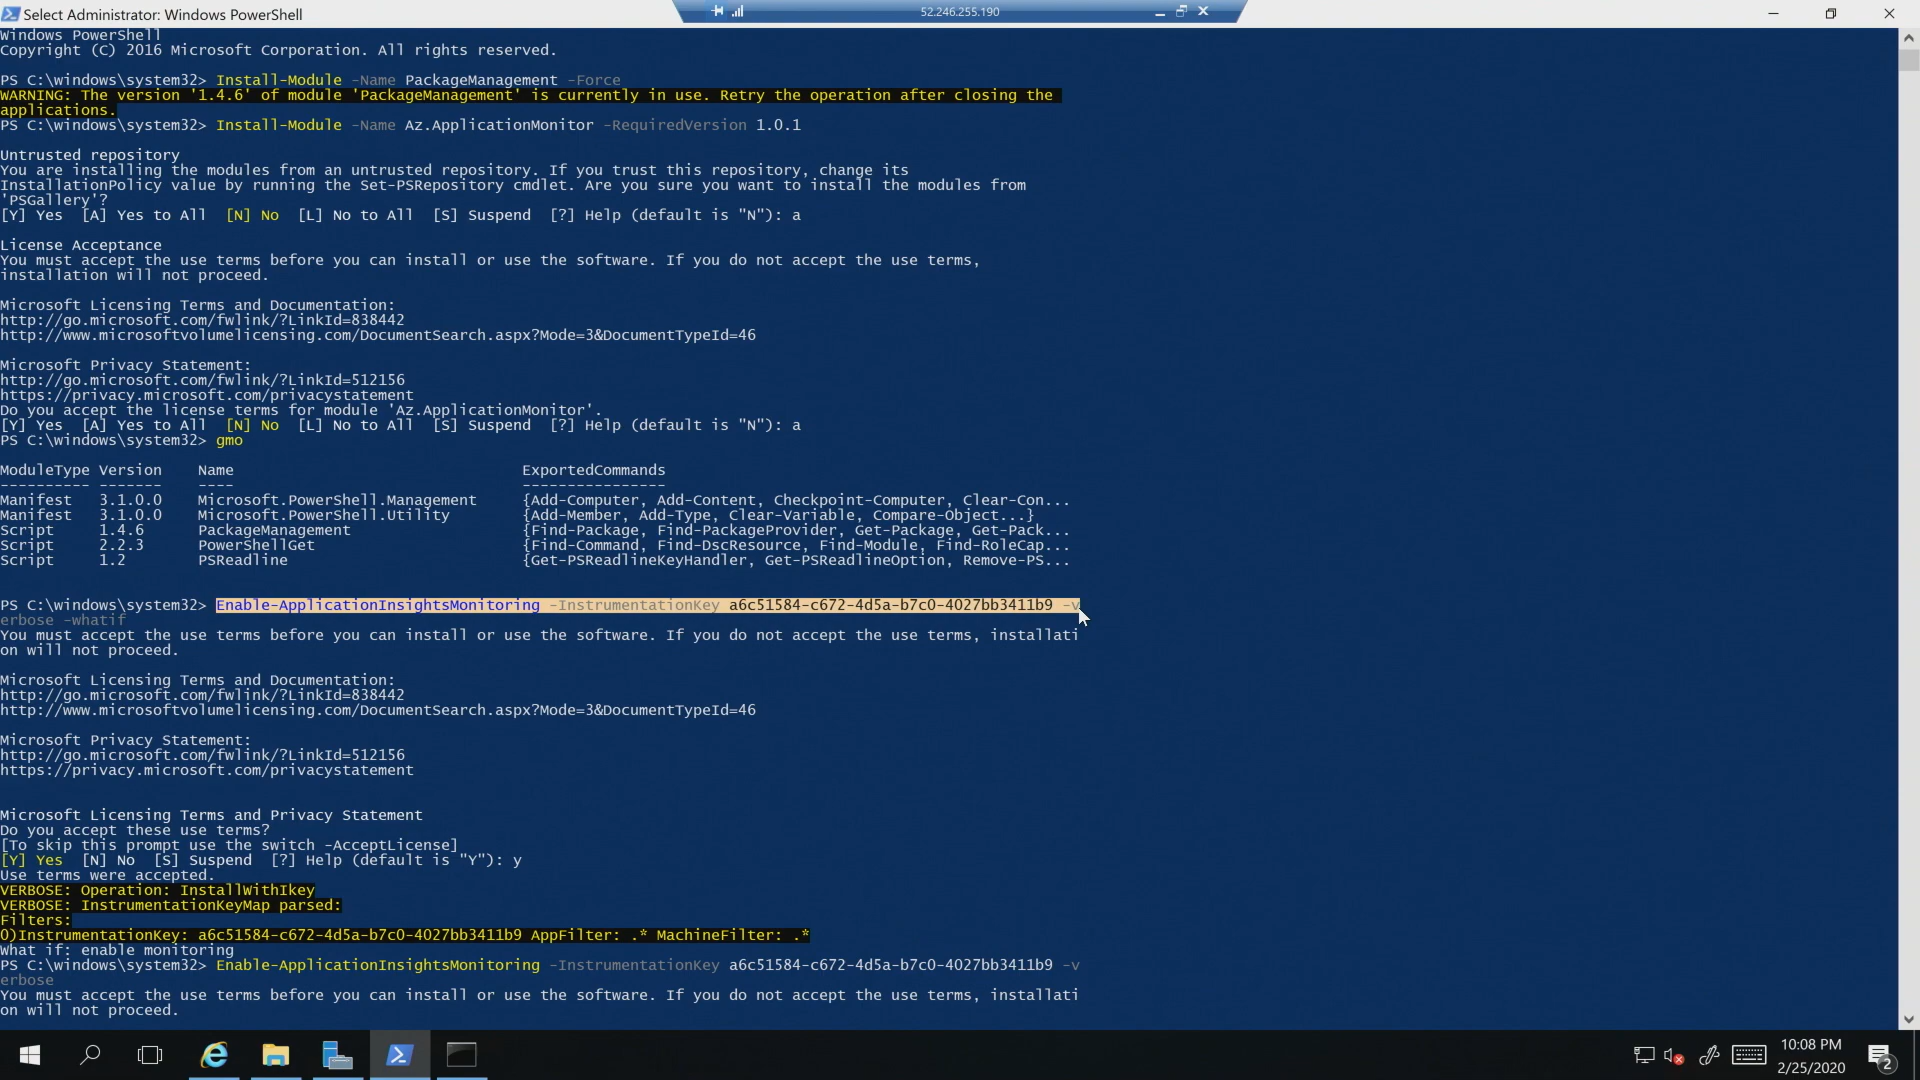 Select Administrator: Windows PowerShell
52.246.255.190
Windows PowerShell
Copyright (C) 2016 Microsoft Corporation. All rights reserved.
PS C:\windows\system32> Install-Module -Name PackageManagement -Force
WARNING: The version '1.4.6' of module 'PackageManagement' is currently in use. Retry the operation after closing the
applications.
PS C:\windows\system32> Install-Module -Name Az.ApplicationMonitor -RequiredVersion 1.0.1
Untrusted repository
You are installing the modules from an untrusted repository. If you trust this repository, change its
InstallationPolicy value by running the Set-PSRepository cmdlet. Are you sure you want to install the modules from
'PSGallery'?
[Y] Yes  [A] Yes to All  [N] No  [L] No to All  [S] Suspend  [?] Help (default is "N"): a
License Acceptance
You must accept the use terms before you can install or use the software. If you do not accept the use terms,
installation will not proceed.
Microsoft Licensing Terms and Documentation:
http://go.microsoft.com/fwlink/?LinkId=838442
http://www.microsoftvolumelicensing.com/DocumentSearch.aspx?Mode=3&DocumentTypeId=46
Microsoft Privacy Statement:
http://go.microsoft.com/fwlink/?LinkId=512156
https://privacy.microsoft.com/privacystatement
Do you accept the license terms for module 'Az.ApplicationMonitor'.
[Y] Yes  [A] Yes to All  [N] No  [L] No to All  [S] Suspend  [?] Help (default is "N"): a
PS C:\windows\system32> gmo
ModuleType Version    Name                                ExportedCommands
---------- -------    ----                                ----------------
Manifest   3.1.0.0    Microsoft.PowerShell.Management     {Add-Computer, Add-Content, Checkpoint-Computer, Clear-Con...
Manifest   3.1.0.0    Microsoft.PowerShell.Utility        {Add-Member, Add-Type, Clear-Variable, Compare-Object...}
Script     1.4.6      PackageManagement                   {Find-Package, Find-PackageProvider, Get-Package, Get-Pack...
Script     2.2.3      PowerShellGet                       {Find-Command, Find-DscResource, Find-Module, Find-RoleCap...
Script     1.2        PSReadline                          {Get-PSReadlineKeyHandler, Get-PSReadlineOption, Remove-PS...
PS C:\windows\system32> Enable-ApplicationInsightsMonitoring -InstrumentationKey a6c51584-c672-4d5a-b7c0-4027bb3411b9 -v
erbose -whatif
You must accept the use terms before you can install or use the software. If you do not accept the use terms, installati
on will not proceed.
Microsoft Licensing Terms and Documentation:
http://go.microsoft.com/fwlink/?LinkId=838442
http://www.microsoftvolumelicensing.com/DocumentSearch.aspx?Mode=3&DocumentTypeId=46
Microsoft Privacy Statement:
http://go.microsoft.com/fwlink/?LinkId=512156
https://privacy.microsoft.com/privacystatement
Microsoft Licensing Terms and Privacy Statement
Do you accept these use terms?
[To skip this prompt use the switch -AcceptLicense]
[Y] Yes  [N] No  [S] Suspend  [?] Help (default is "Y"): y
Use terms were accepted.
VERBOSE: Operation: InstallWithIkey
VERBOSE: InstrumentationKeyMap parsed:
Filters:
0)InstrumentationKey: a6c51584-c672-4d5a-b7c0-4027bb3411b9 AppFilter: .* MachineFilter: .*
What if: enable monitoring
PS C:\windows\system32> Enable-ApplicationInsightsMonitoring -InstrumentationKey a6c51584-c672-4d5a-b7c0-4027bb3411b9 -v
erbose
You must accept the use terms before you can install or use the software. If you do not accept the use terms, installati
on will not proceed.
10:08 PM
2/25/2020
2